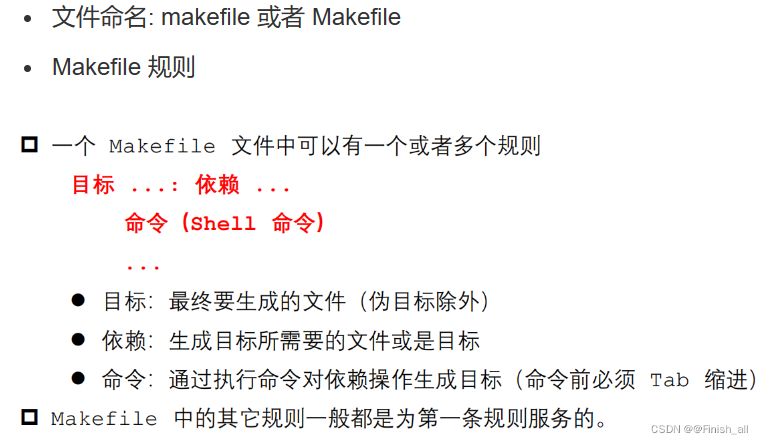 文件命名: makefile 或者 Makefile
Makefile 规则
一个 Makefile 文件中可以有一个或者多个规则
目标 ...: 依赖 ...
命令（Shell 命令）
...
目标：最终要生成的文件（伪目标除外）
依赖：生成目标所需要的文件或是目标
命令：通过执行命令对依赖操作生成目标（命令前必须 Tab 缩进）
Makefile 中的其它规则一般都是为第一条规则服务的。
CSDN @@Finish_all